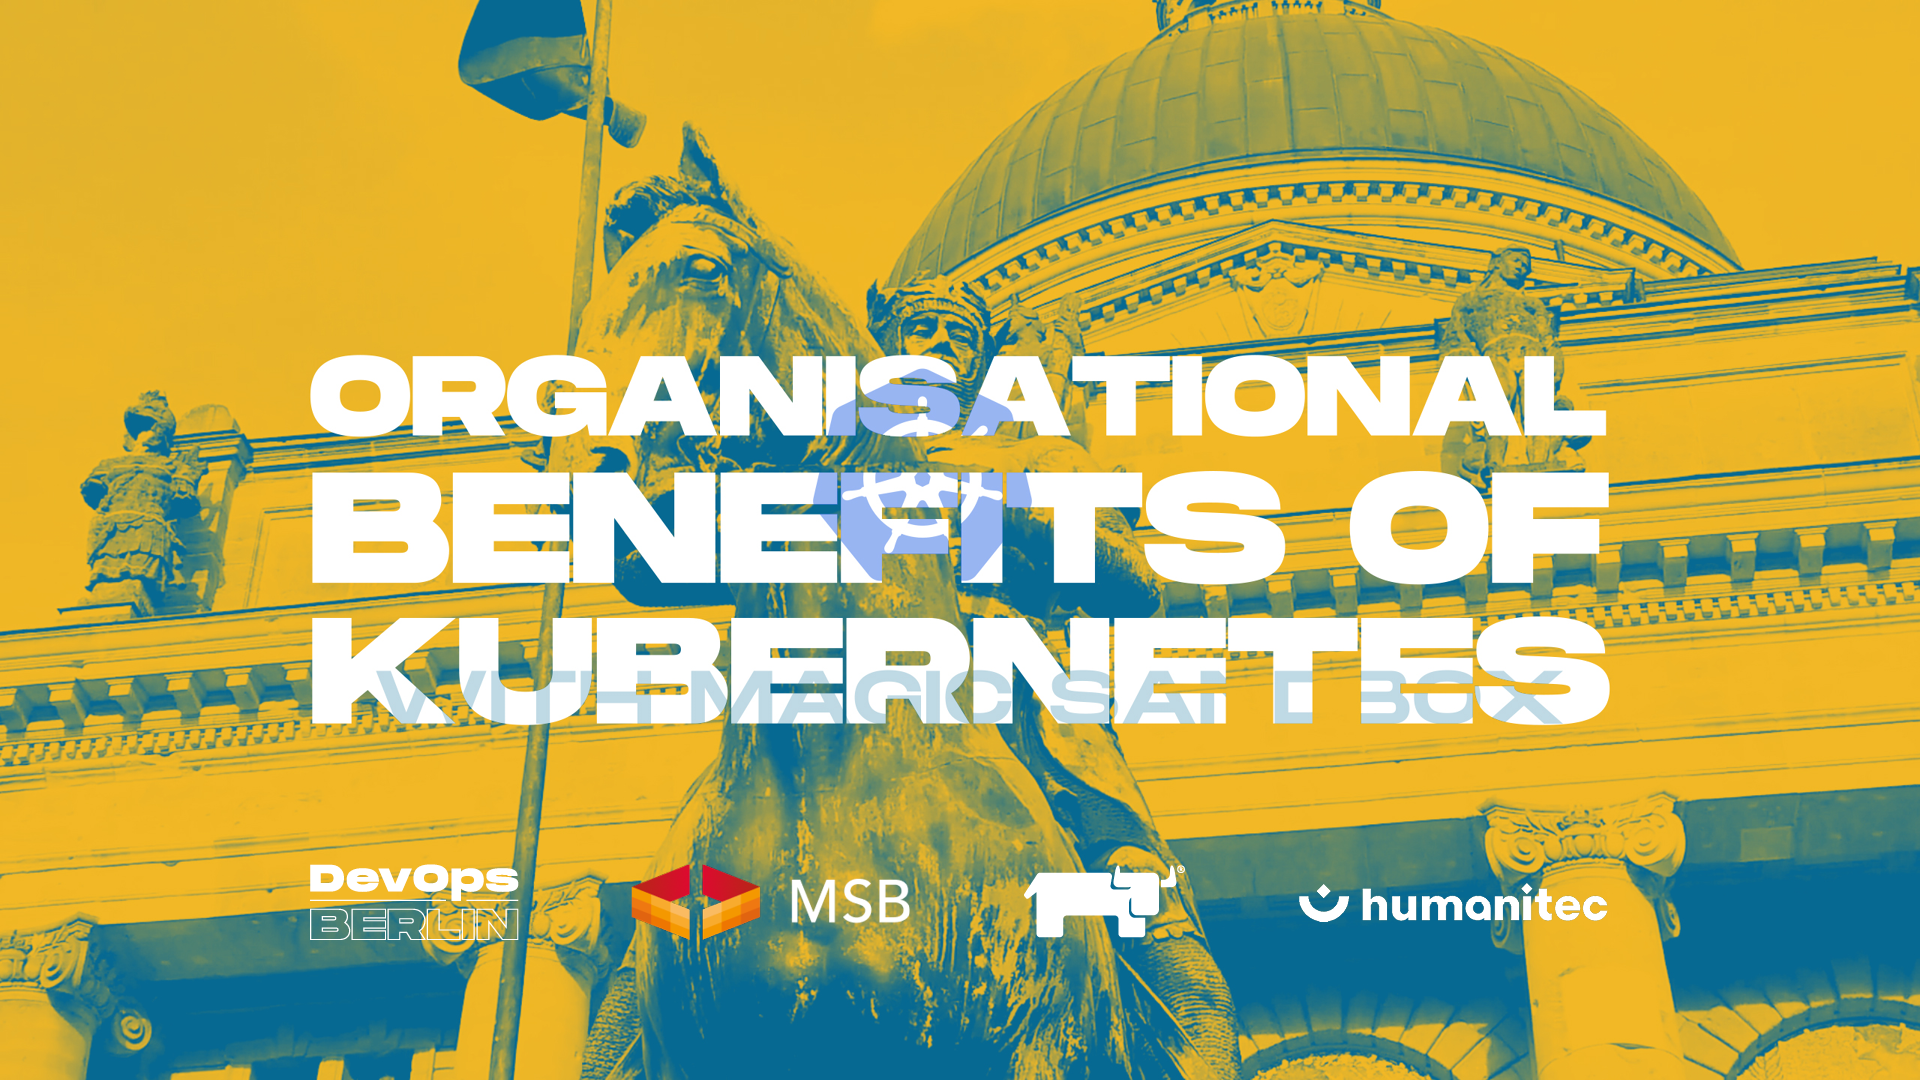 ORGANISATIONAL
BENEFITS OF
KUBERNETES
WITH MAGIC SANDBOX
DevOps
BERLIN
MSB
®
humanitec